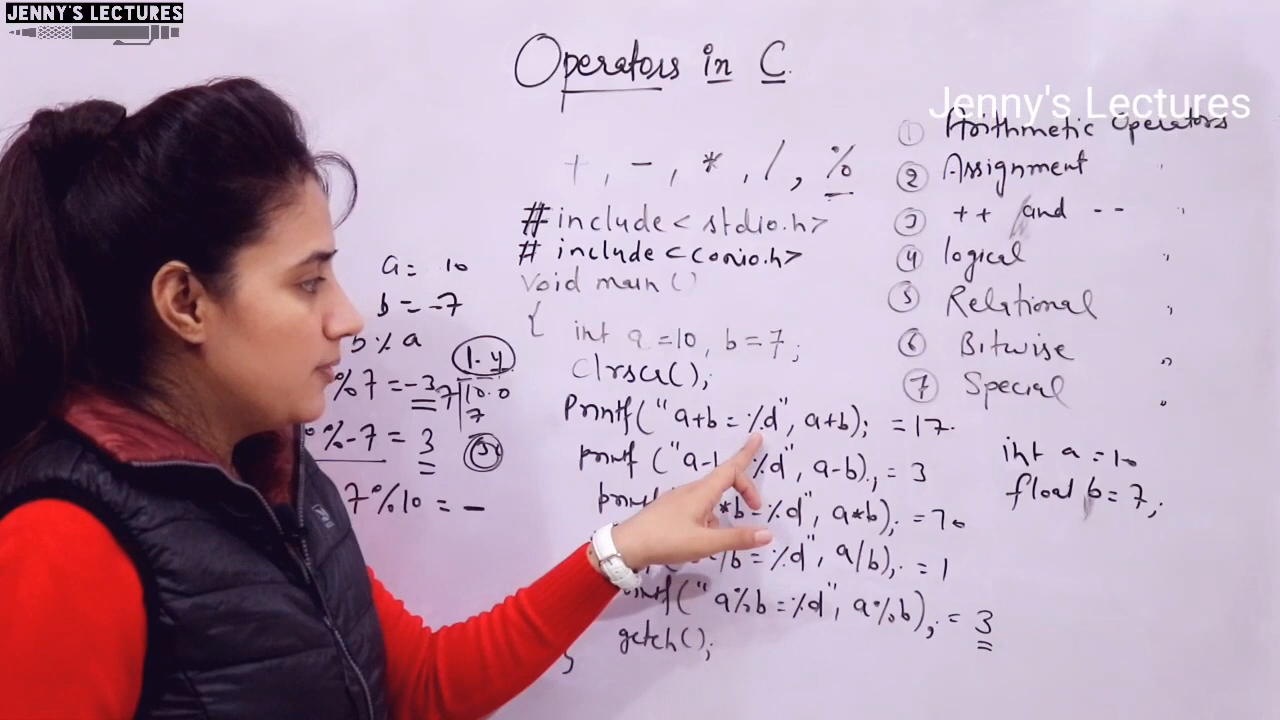 JENNY'S LECTURES
Operators in C.
Jenny's Lectures
+, -, *, /, %
#include< stdio.h>
# include <conio.h>
void main ()
{
int a=10, b=7;
clrscr();
Printf("a+b = %d", a+b); = 17.
printf ("a-b %d", a-b); = 3
*b=%d", a*b); = 70
/b = %d", a/b); = 1
("a%b = %d", a%b); = 3
getch();
}
a = 10
b = -7
b % a
%7 = -3
%-7 = 3
7%10 = -
1.4
7 10.0
7
3
① Arithmetic Operators
② Assignment "
③ ++ and -- "
④ logical "
⑤ Relational "
⑥ Bitwise "
⑦ Special "
int a = 10
float b = 7;